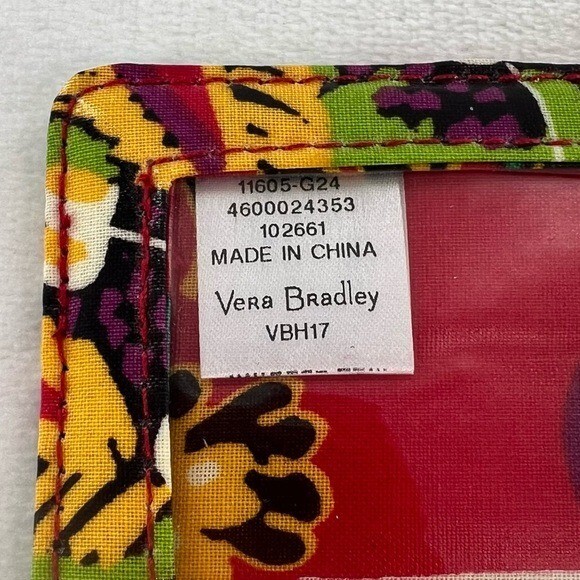 11605-G24
4600024353
102661
MADE IN CHINA
Vera Bradley
VBH17